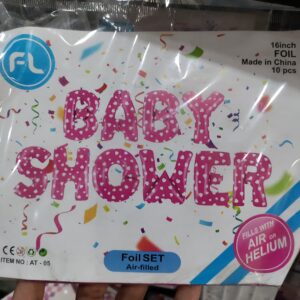 FL
16inch
FOIL
Made in China
10 pcs
BABY
SHOWER
FILLS WITH
AIR or
HELIUM
CE
ITEM NO : AT - 05
Foil SET
Air-filled